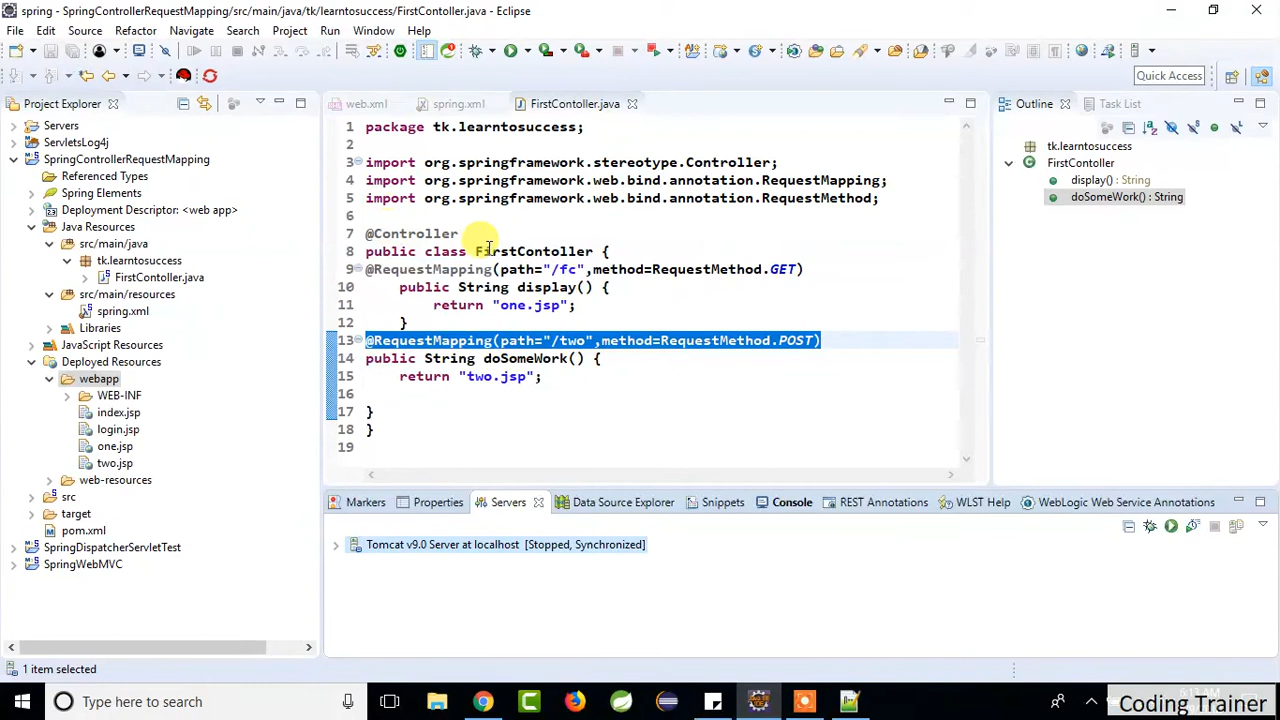 spring - SpringControllerRequestMapping/src/main/java/tk/learntosuccess/FirstContoller.java - Eclipse
File Edit Source Refactor Navigate Search Project Run Window Help
Quick Access
Project Explorer
Servers
ServletsLog4j
SpringControllerRequestMapping
Referenced Types
Spring Elements
Deployment Descriptor: <web app>
Java Resources
src/main/java
tk.learntosuccess
FirstContoller.java
src/main/resources
spring.xml
Libraries
JavaScript Resources
Deployed Resources
webapp
WEB-INF
index.jsp
login.jsp
one.jsp
two.jsp
web-resources
src
target
pom.xml
SpringDispatcherServletTest
SpringWebMVC
web.xml spring.xml FirstContoller.java
1 package tk.learntosuccess;
2
3 import org.springframework.stereotype.Controller;
4 import org.springframework.web.bind.annotation.RequestMapping;
5 import org.springframework.web.bind.annotation.RequestMethod;
6
7 @Controller
8 public class FirstContoller {
9 @RequestMapping(path="/fc",method=RequestMethod.GET)
10 public String display() {
11 return "one.jsp";
12 }
13 @RequestMapping(path="/two",method=RequestMethod.POST)
14 public String doSomeWork() {
15 return "two.jsp";
16
17 }
18 }
19
Outline Task List
tk.learntosuccess
FirstContoller
display() : String
doSomeWork() : String
Markers Properties Servers Data Source Explorer Snippets Console REST Annotations WLST Help WebLogic Web Service Annotations
Tomcat v9.0 Server at localhost [Stopped, Synchronized]
1 item selected
Type here to search
Coding Trainer